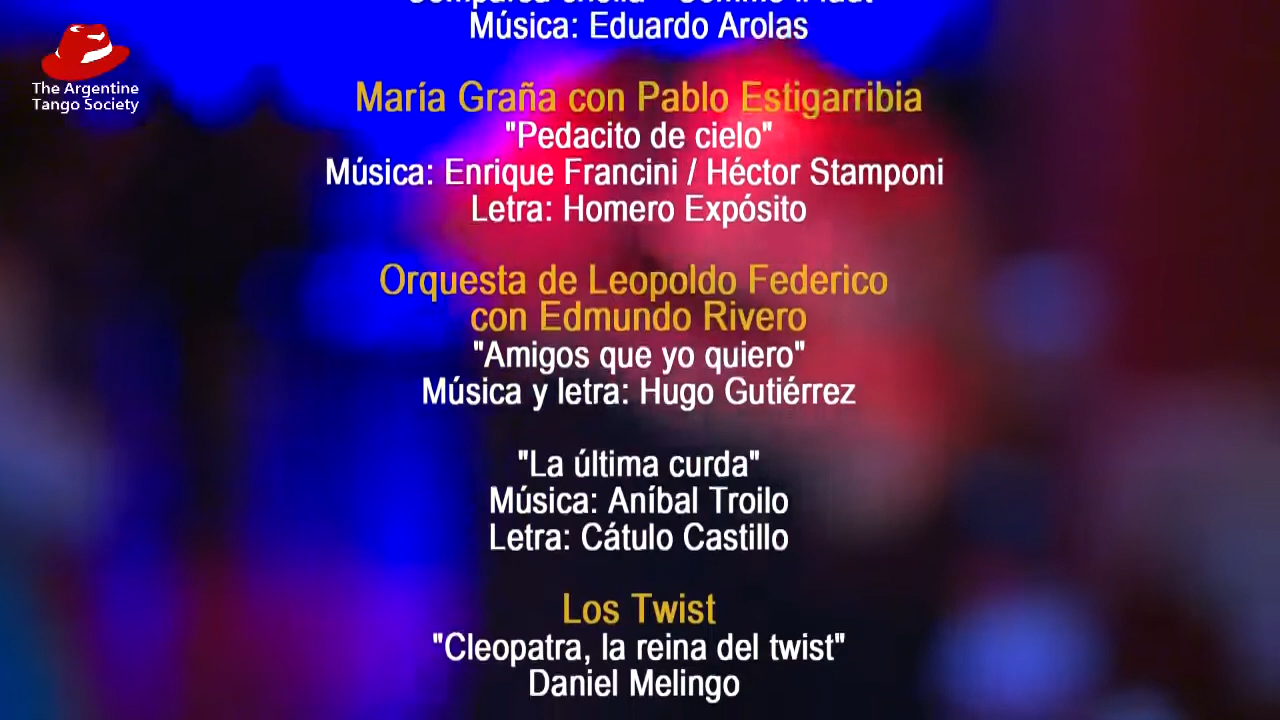 The Argentine
Tango Society
Música: Eduardo Arolas
María Graña con Pablo Estigarribia
"Pedacito de cielo"
Música: Enrique Francini / Héctor Stamponi
Letra: Homero Expósito
Orquesta de Leopoldo Federico
con Edmundo Rivero
"Amigos que yo quiero"
Música y letra: Hugo Gutiérrez
"La última curda"
Música: Aníbal Troilo
Letra: Cátulo Castillo
Los Twist
"Cleopatra, la reina del twist"
Daniel Melingo